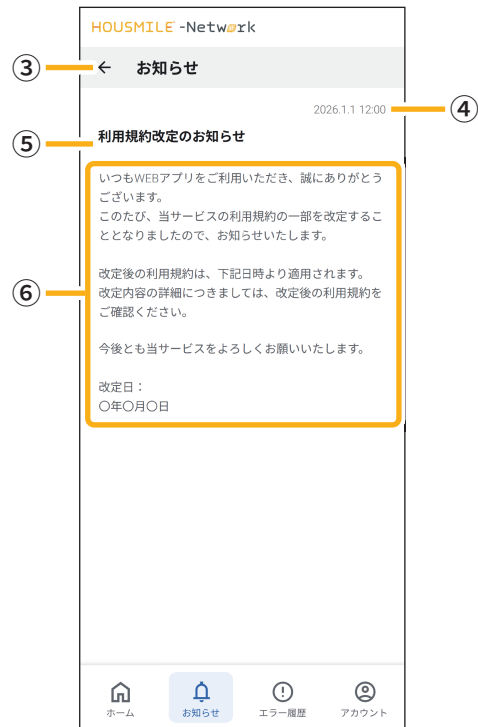 HOUSMILE -Network
③ ← お知らせ
2026.1.1 12:00 ④
⑤ 利用規約改定のお知らせ
いつもWEBアプリをご利用いただき、誠にありがとう
ございます。
このたび、当サービスの利用規約の一部を改定するこ
ととなりましたので、お知らせいたします。
⑥ 改定後の利用規約は、下記日時より適用されます。
改定内容の詳細につきましては、改定後の利用規約を
ご確認ください。
今後とも当サービスをよろしくお願いいたします。
改定日：
〇年〇月〇日
ホーム お知らせ エラー履歴 アカウント